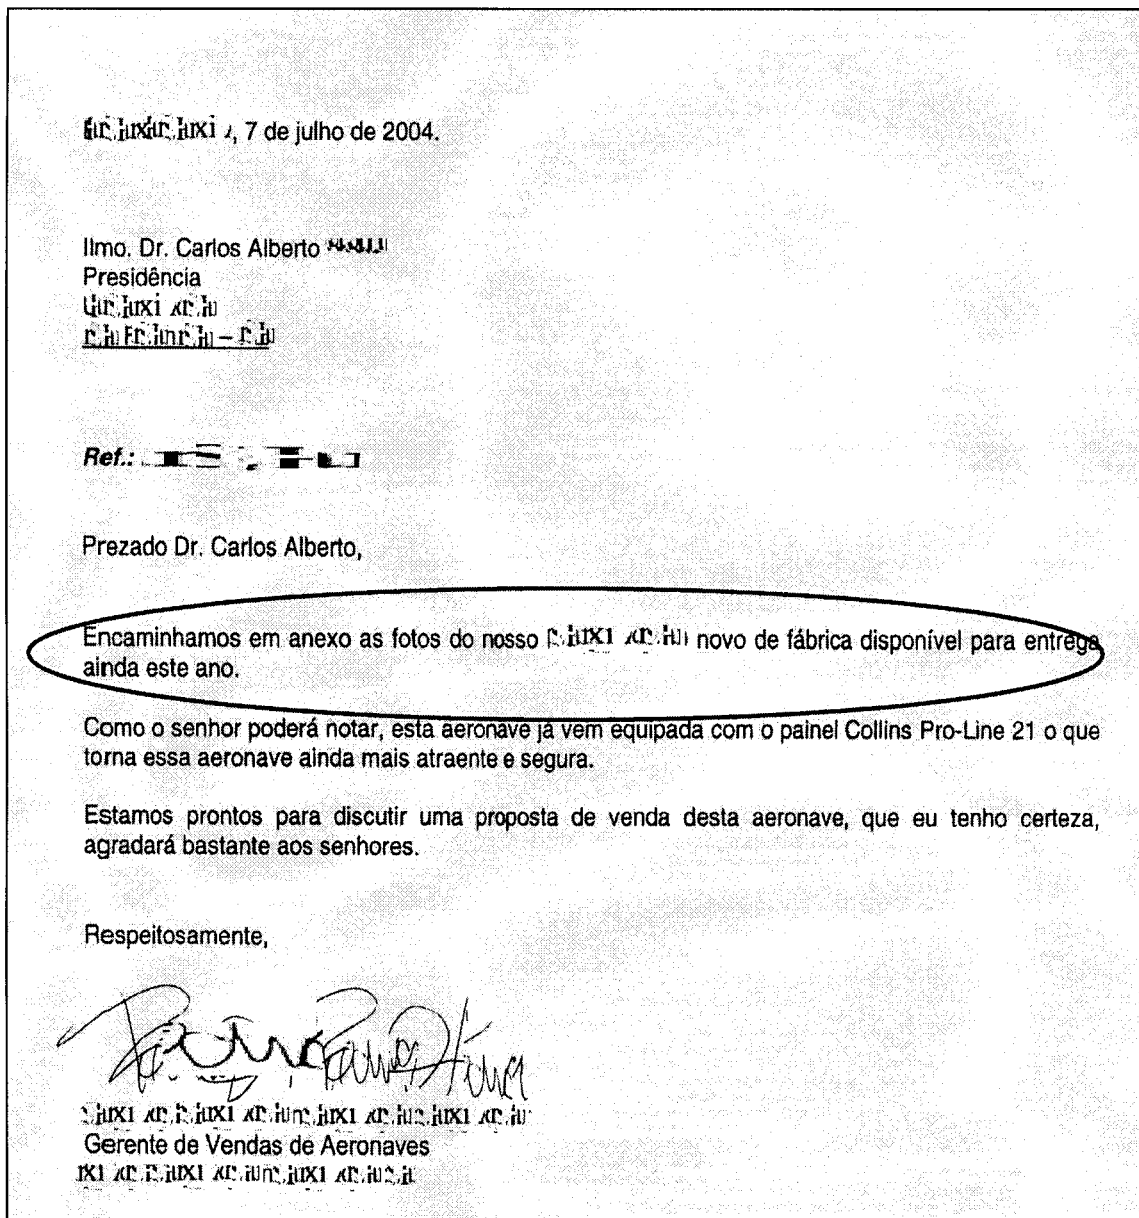 , 7 de julho de 2004.
Ilmo. Dr. Carlos Alberto
Presidência
Ref.:
Prezado Dr. Carlos Alberto,
Encaminhamos em anexo as fotos do nosso novo de fábrica disponível para entrega
ainda este ano.
Como o senhor poderá notar, esta aeronave já vem equipada com o painel Collins Pro-Line 21 o que
torna essa aeronave ainda mais atraente e segura.
Estamos prontos para discutir uma proposta de venda desta aeronave, que eu tenho certeza,
agradará bastante aos senhores.
Respeitosamente,
Gerente de Vendas de Aeronaves